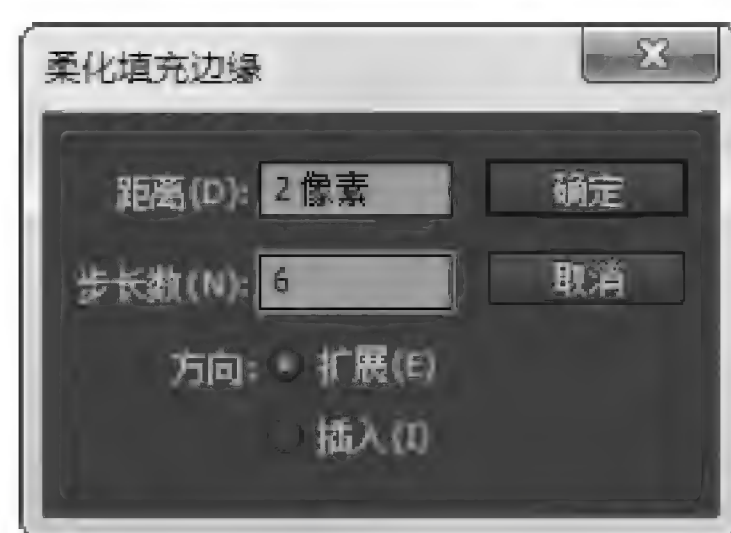 柔化填充边缘
距离(D): 2 像素 确定
步长数(N): 6 取消
方向: 扩展(E)
插入(I)